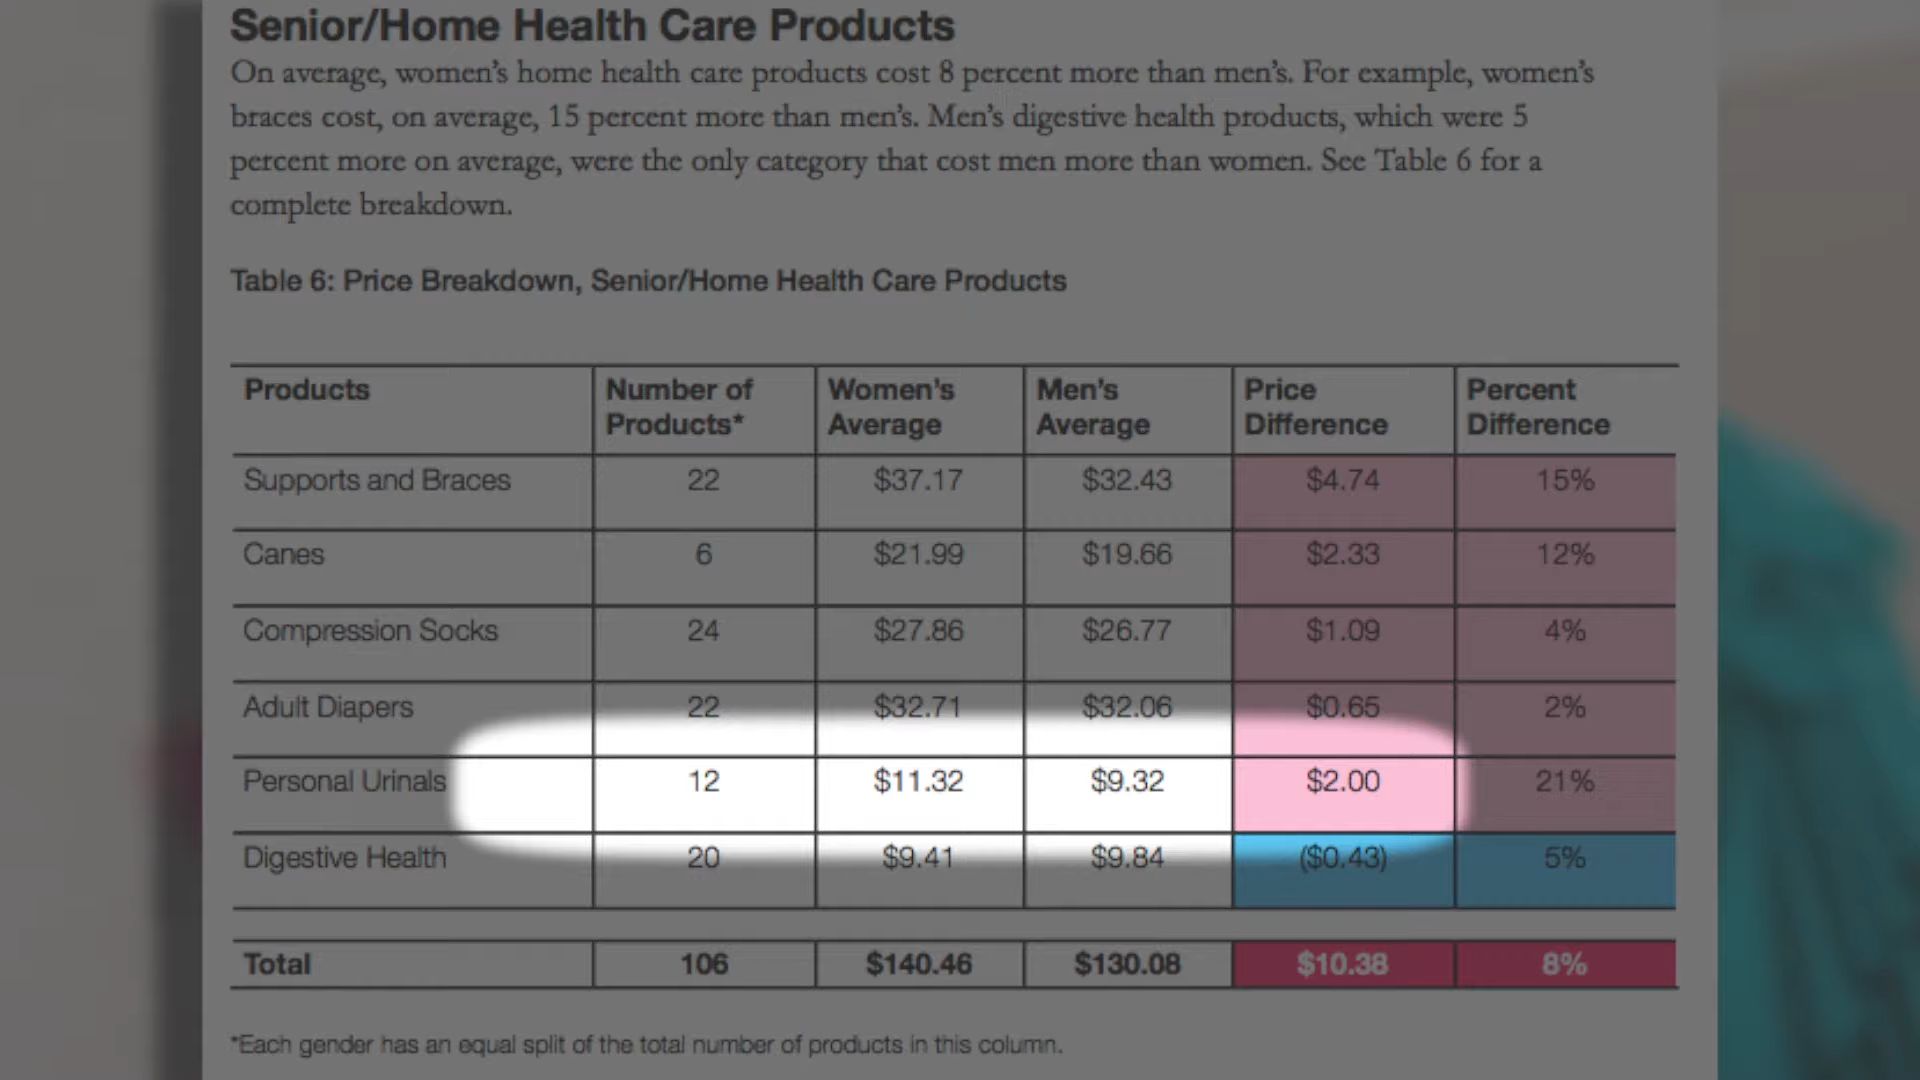 Senior/Home Health Care Products
On average, women's home health care products cost 8 percent more than men's. For example, women's
braces cost, on average, 15 percent more than men's. Men's digestive health products, which were 5
percent more on average, were the only category that cost men more than women. See Table 6 for a
complete breakdown.
Table 6: Price Breakdown, Senior/Home Health Care Products
Products Number of Products* Women's Average Men's Average Price Difference Percent Difference
Supports and Braces 22 $37.17 $32.43 $4.74 15%
Canes 6 $21.99 $19.66 $2.33 12%
Compression Socks 24 $27.86 $26.77 $1.09 4%
Adult Diapers 22 $32.71 $32.06 $0.65 2%
Personal Urinals 12 $11.32 $9.32 $2.00 21%
Digestive Health 20 $9.41 $9.84 ($0.43) 5%
Total 106 $140.46 $130.08 $10.38 8%
*Each gender has an equal split of the total number of products in this column.